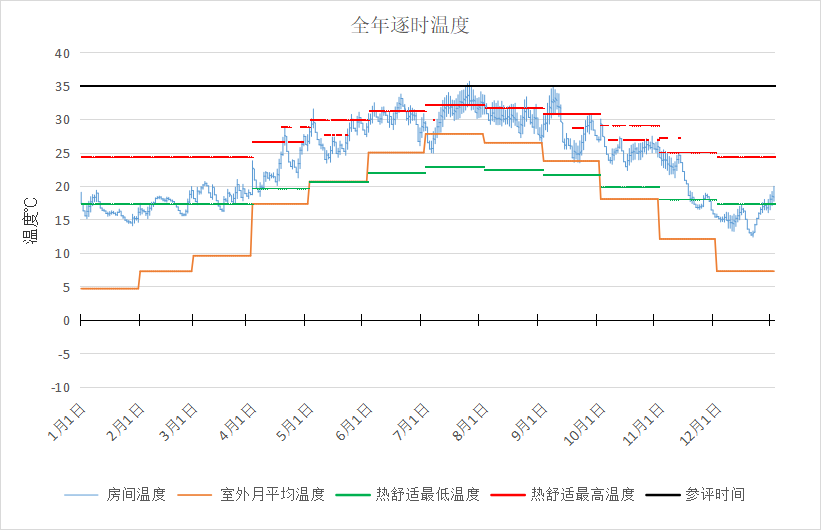 全年逐时温度
40
35
30
25
20
15
10
5
0
-5
-10
温度℃
1月1日
2月1日
3月1日
4月1日
5月1日
6月1日
7月1日
8月1日
9月1日
10月1日
11月1日
12月1日
房间温度 室外月平均温度 热舒适最低温度 热舒适最高温度 参评时间